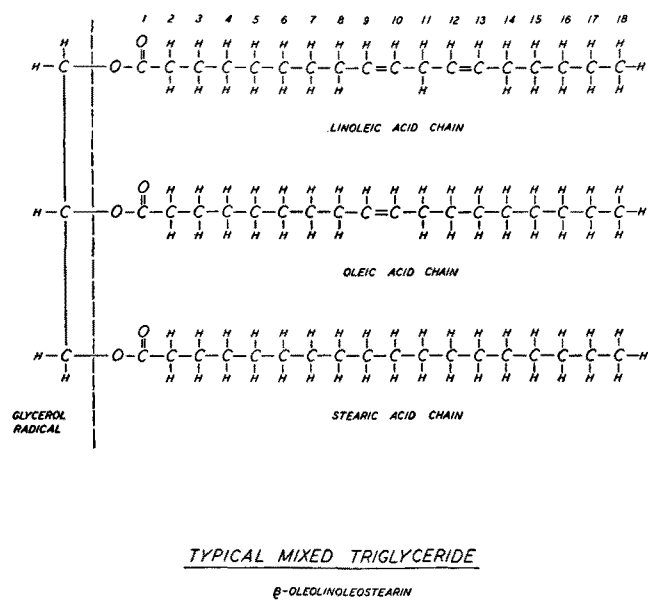 1 2 3 4 5 6 7 8 9 10 11 12 13 14 15 16 17 18
H O H H H H H H H H H H H H H H H H H
H-C-O-C-C-C-C-C-C-C-C-C=C-C-C=C-C-C-C-C-C-H
H H H H H H H H H H H H H
LINOLEIC ACID CHAIN
O H H H H H H H H H H H H H H H H H
H-C-O-C-C-C-C-C-C-C-C-C=C-C-C-C-C-C-C-C-C-H
H H H H H H H H H H H H H H H
OLEIC ACID CHAIN
O H H H H H H H H H H H H H H H H H
H-C-O-C-C-C-C-C-C-C-C-C-C-C-C-C-C-C-C-C-C-H
H H H H H H H H H H H H H H H H H H
GLYCEROL
RADICAL
STEARIC ACID CHAIN
TYPICAL MIXED TRIGLYCERIDE
β-OLEOLINOLEOSTEARIN